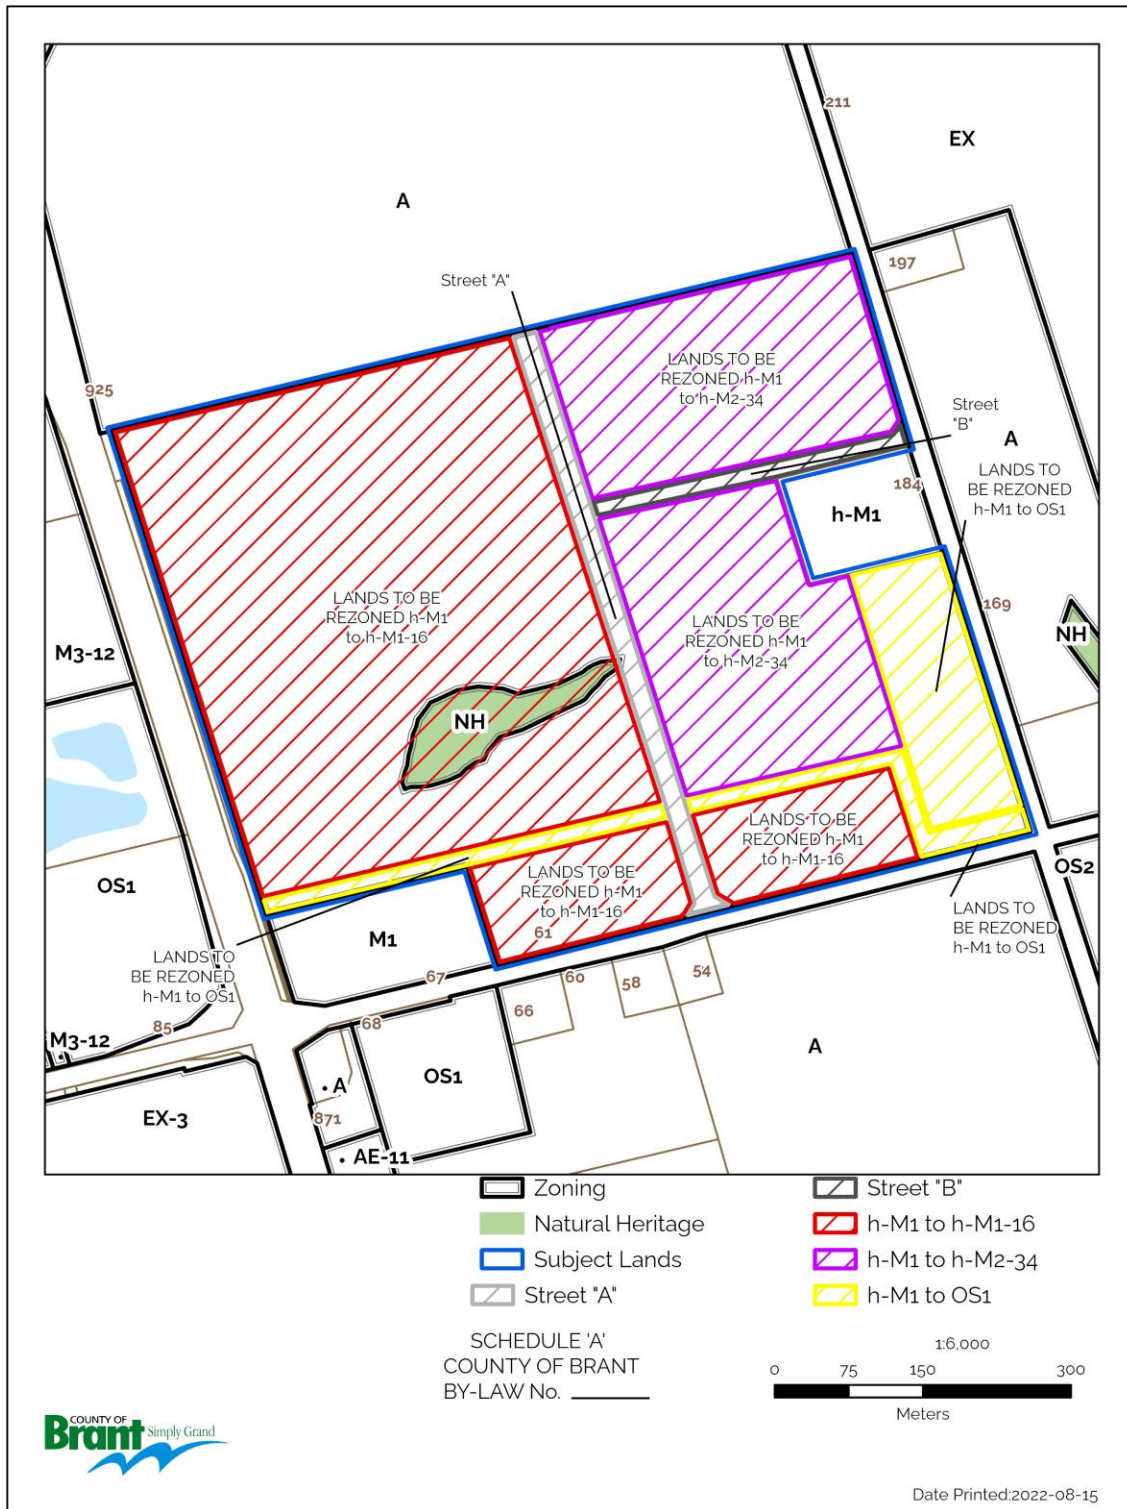 211
EX
A
197
Street "A"
LANDS TO BE
REZONED h-M1
to h-M2-34
925
Street
"B"
A
LANDS TO
BE REZONED
h-M1 to OS1
184
h-M1
LANDS TO BE
REZONED h-M1
to h-M1-16
169
LANDS TO BE
REZONED h-M1
to h-M2-34
NH
M3-12
NH
LANDS TO BE
REZONED h-M1
to h-M1-16
OS2
OS1
LANDS TO BE
REZONED h-M1
to h-M1-16
61
LANDS TO
BE REZONED
h-M1 to OS1
M1
LANDS TO
BE REZONED
h-M1 to OS1
67
60
58
54
66
85
68
M3-12
A
OS1
A
EX-3
871
AE-11
Zoning
Natural Heritage
Subject Lands
Street "A"
Street "B"
h-M1 to h-M1-16
h-M1 to h-M2-34
h-M1 to OS1
SCHEDULE 'A'
COUNTY OF BRANT
BY-LAW No. ________
1:6,000
0 75 150 300
Meters
COUNTY OF
Brant Simply Grand
Date Printed:2022-08-15